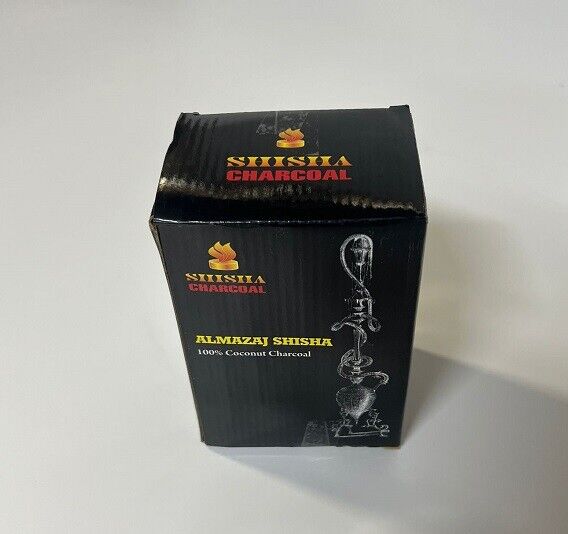 SHISHA
CHARCOAL
SHISHA
CHARCOAL
ALMAZAJ SHISHA
100% Coconut Charcoal